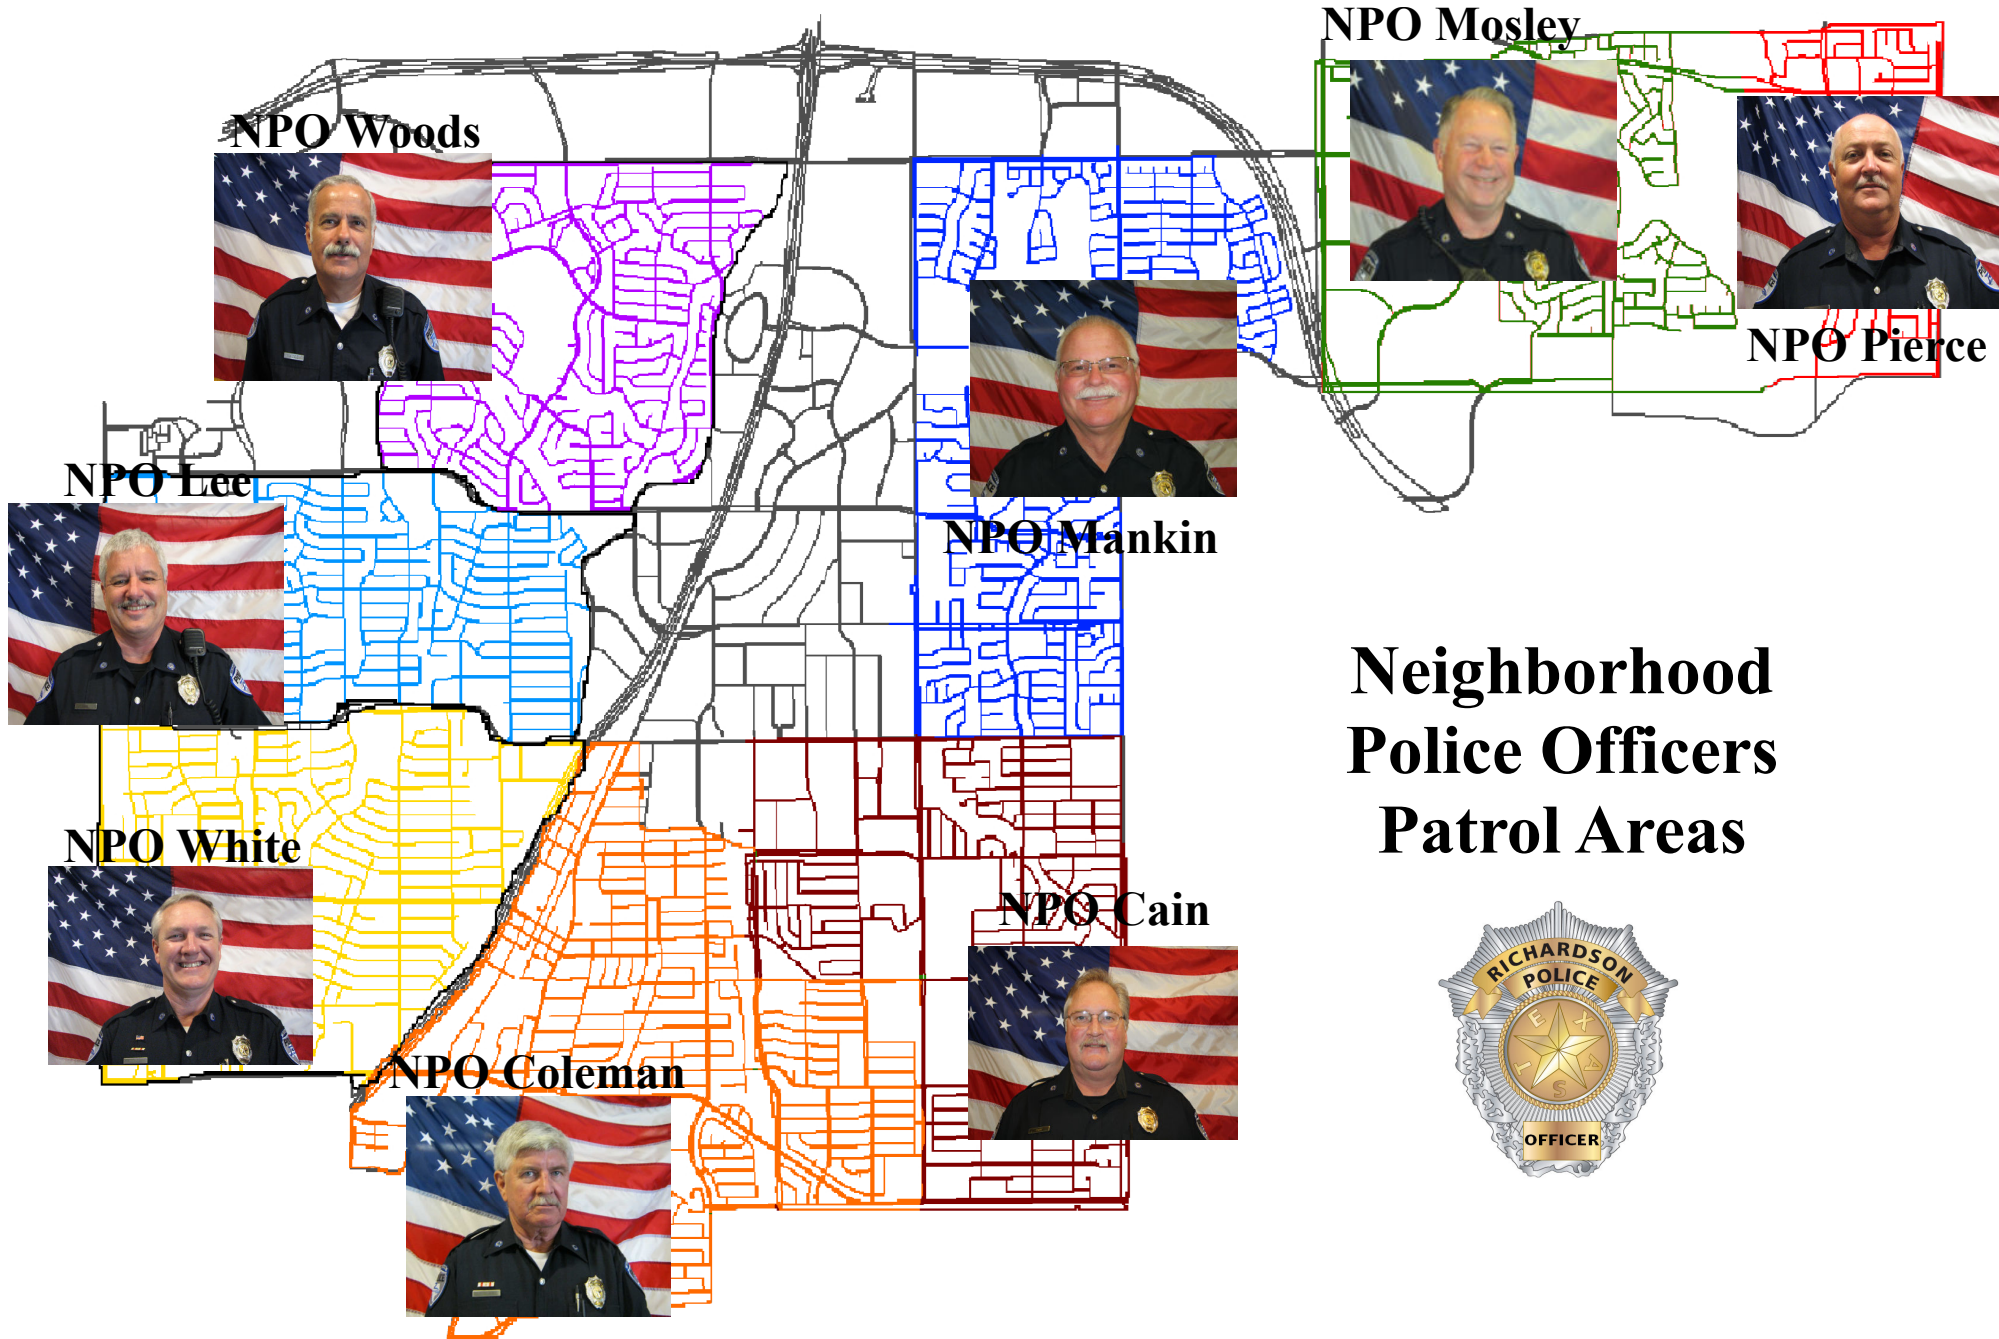 NPO Mosley
NPO Woods
NPO Pierce
NPO Lee
NPO Mankin
Neighborhood
Police Officers
Patrol Areas
NPO White
NPO Cain
NPO Coleman
RICHARDSON
POLICE
TEXAS
OFFICER